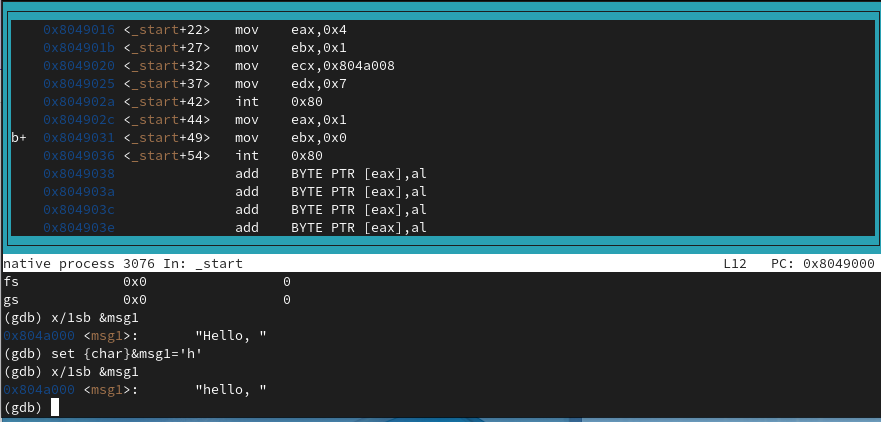 0x8049016 <_start+22> mov eax,0x4
0x804901b <_start+27> mov ebx,0x1
0x8049020 <_start+32> mov ecx,0x804a008
0x8049025 <_start+37> mov edx,0x7
0x804902a <_start+42> int 0x80
0x804902c <_start+44> mov eax,0x1
b+ 0x8049031 <_start+49> mov ebx,0x0
0x8049036 <_start+54> int 0x80
0x8049038 add BYTE PTR [eax],al
0x804903a add BYTE PTR [eax],al
0x804903c add BYTE PTR [eax],al
0x804903e add BYTE PTR [eax],al
native process 3076 In: _start L12 PC: 0x8049000
fs 0x0 0
gs 0x0 0
(gdb) x/1sb &msg1
0x804a000 <msg1>: "Hello, "
(gdb) set {char}&msg1='h'
(gdb) x/1sb &msg1
0x804a000 <msg1>: "hello, "
(gdb)